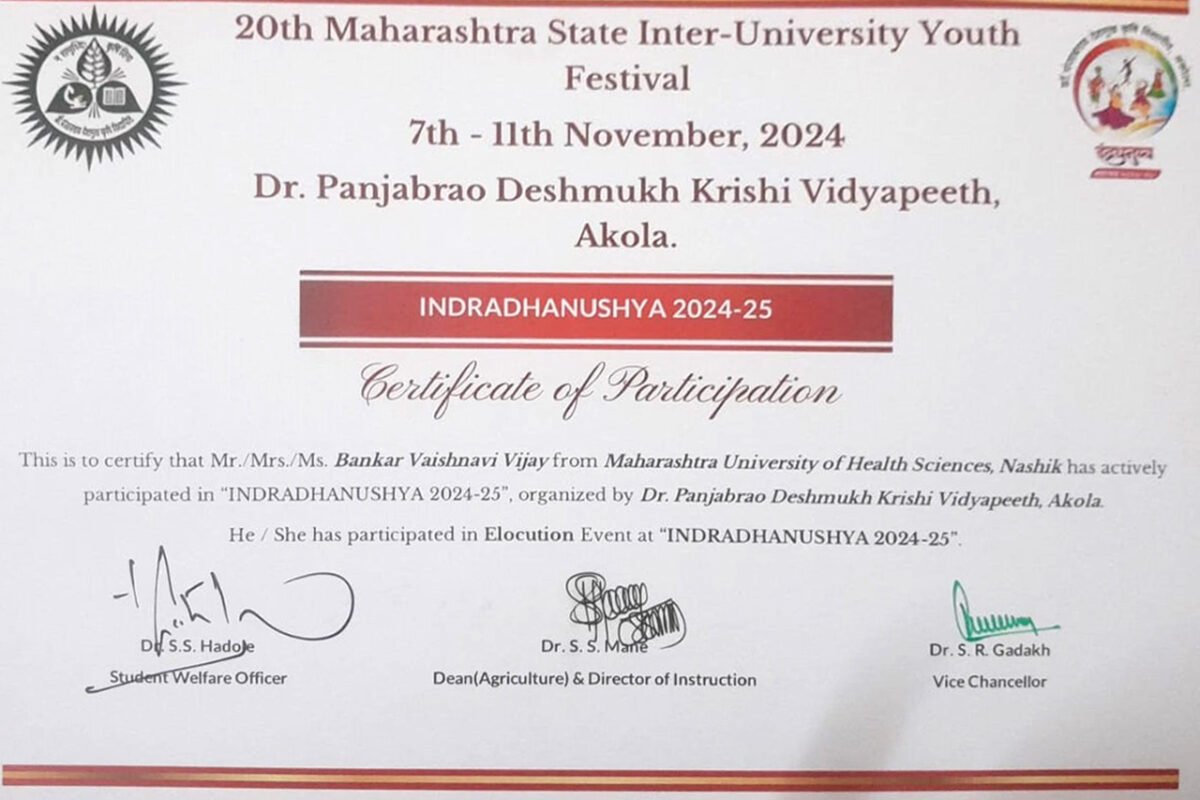 20th Maharashtra State Inter-University Youth
Festival
7th - 11th November, 2024
Dr. Panjabrao Deshmukh Krishi Vidyapeeth,
Akola.
इंद्रधनुष्य
INDRADHANUSHYA 2024-25
Certificate of Participation
This is to certify that Mr./Mrs./Ms. Bankar Vaishnavi Vijay from Maharashtra University of Health Sciences, Nashik has actively
participated in “INDRADHANUSHYA 2024-25”, organized by Dr. Panjabrao Deshmukh Krishi Vidyapeeth, Akola.
He / She has participated in Elocution Event at “INDRADHANUSHYA 2024-25”.
Dr. S.S. Hadole
Student Welfare Officer
Dr. S. S. Mane
Dean(Agriculture) & Director of Instruction
Dr. S. R. Gadakh
Vice Chancellor